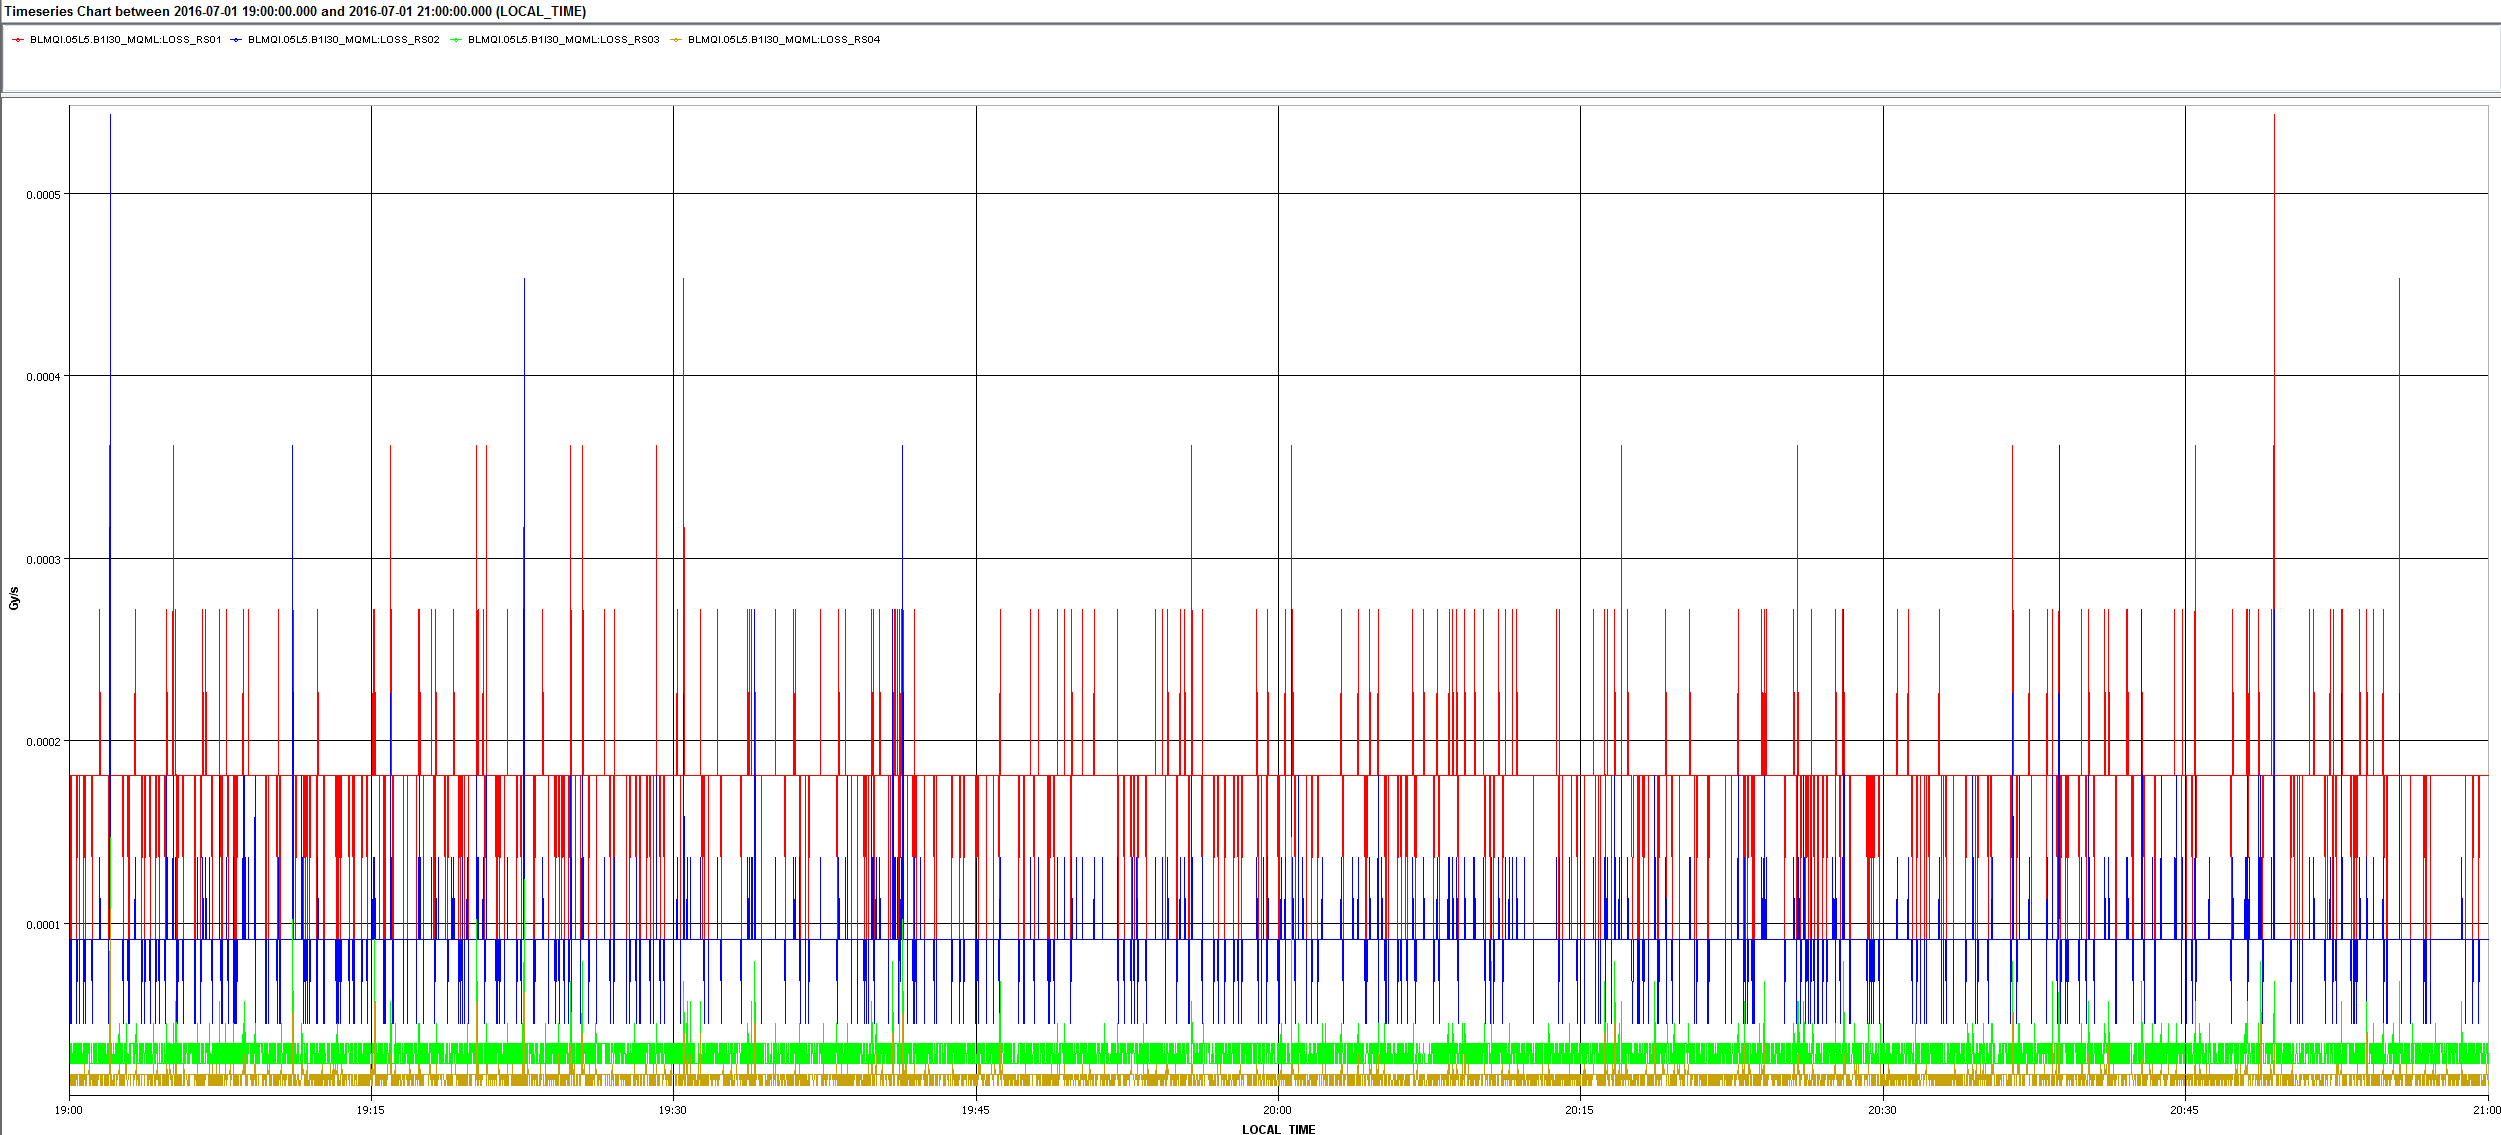 Timeseries Chart between 2016-07-01 19:00:00.000 and 2016-07-01 21:00:00.000 (LOCAL_TIME)
BLMQI.05L5.B1I30_MQML:LOSS_RS01 BLMQI.05L5.B1I30_MQML:LOSS_RS02 BLMQI.05L5.B1I30_MQML:LOSS_RS03 BLMQI.05L5.B1I30_MQML:LOSS_RS04
0.0005
0.0004
0.0003
Gy/s
0.0002
0.0001
19:00 19:15 19:30 19:45 20:00 20:15 20:30 20:45 21:00
LOCAL_TIME